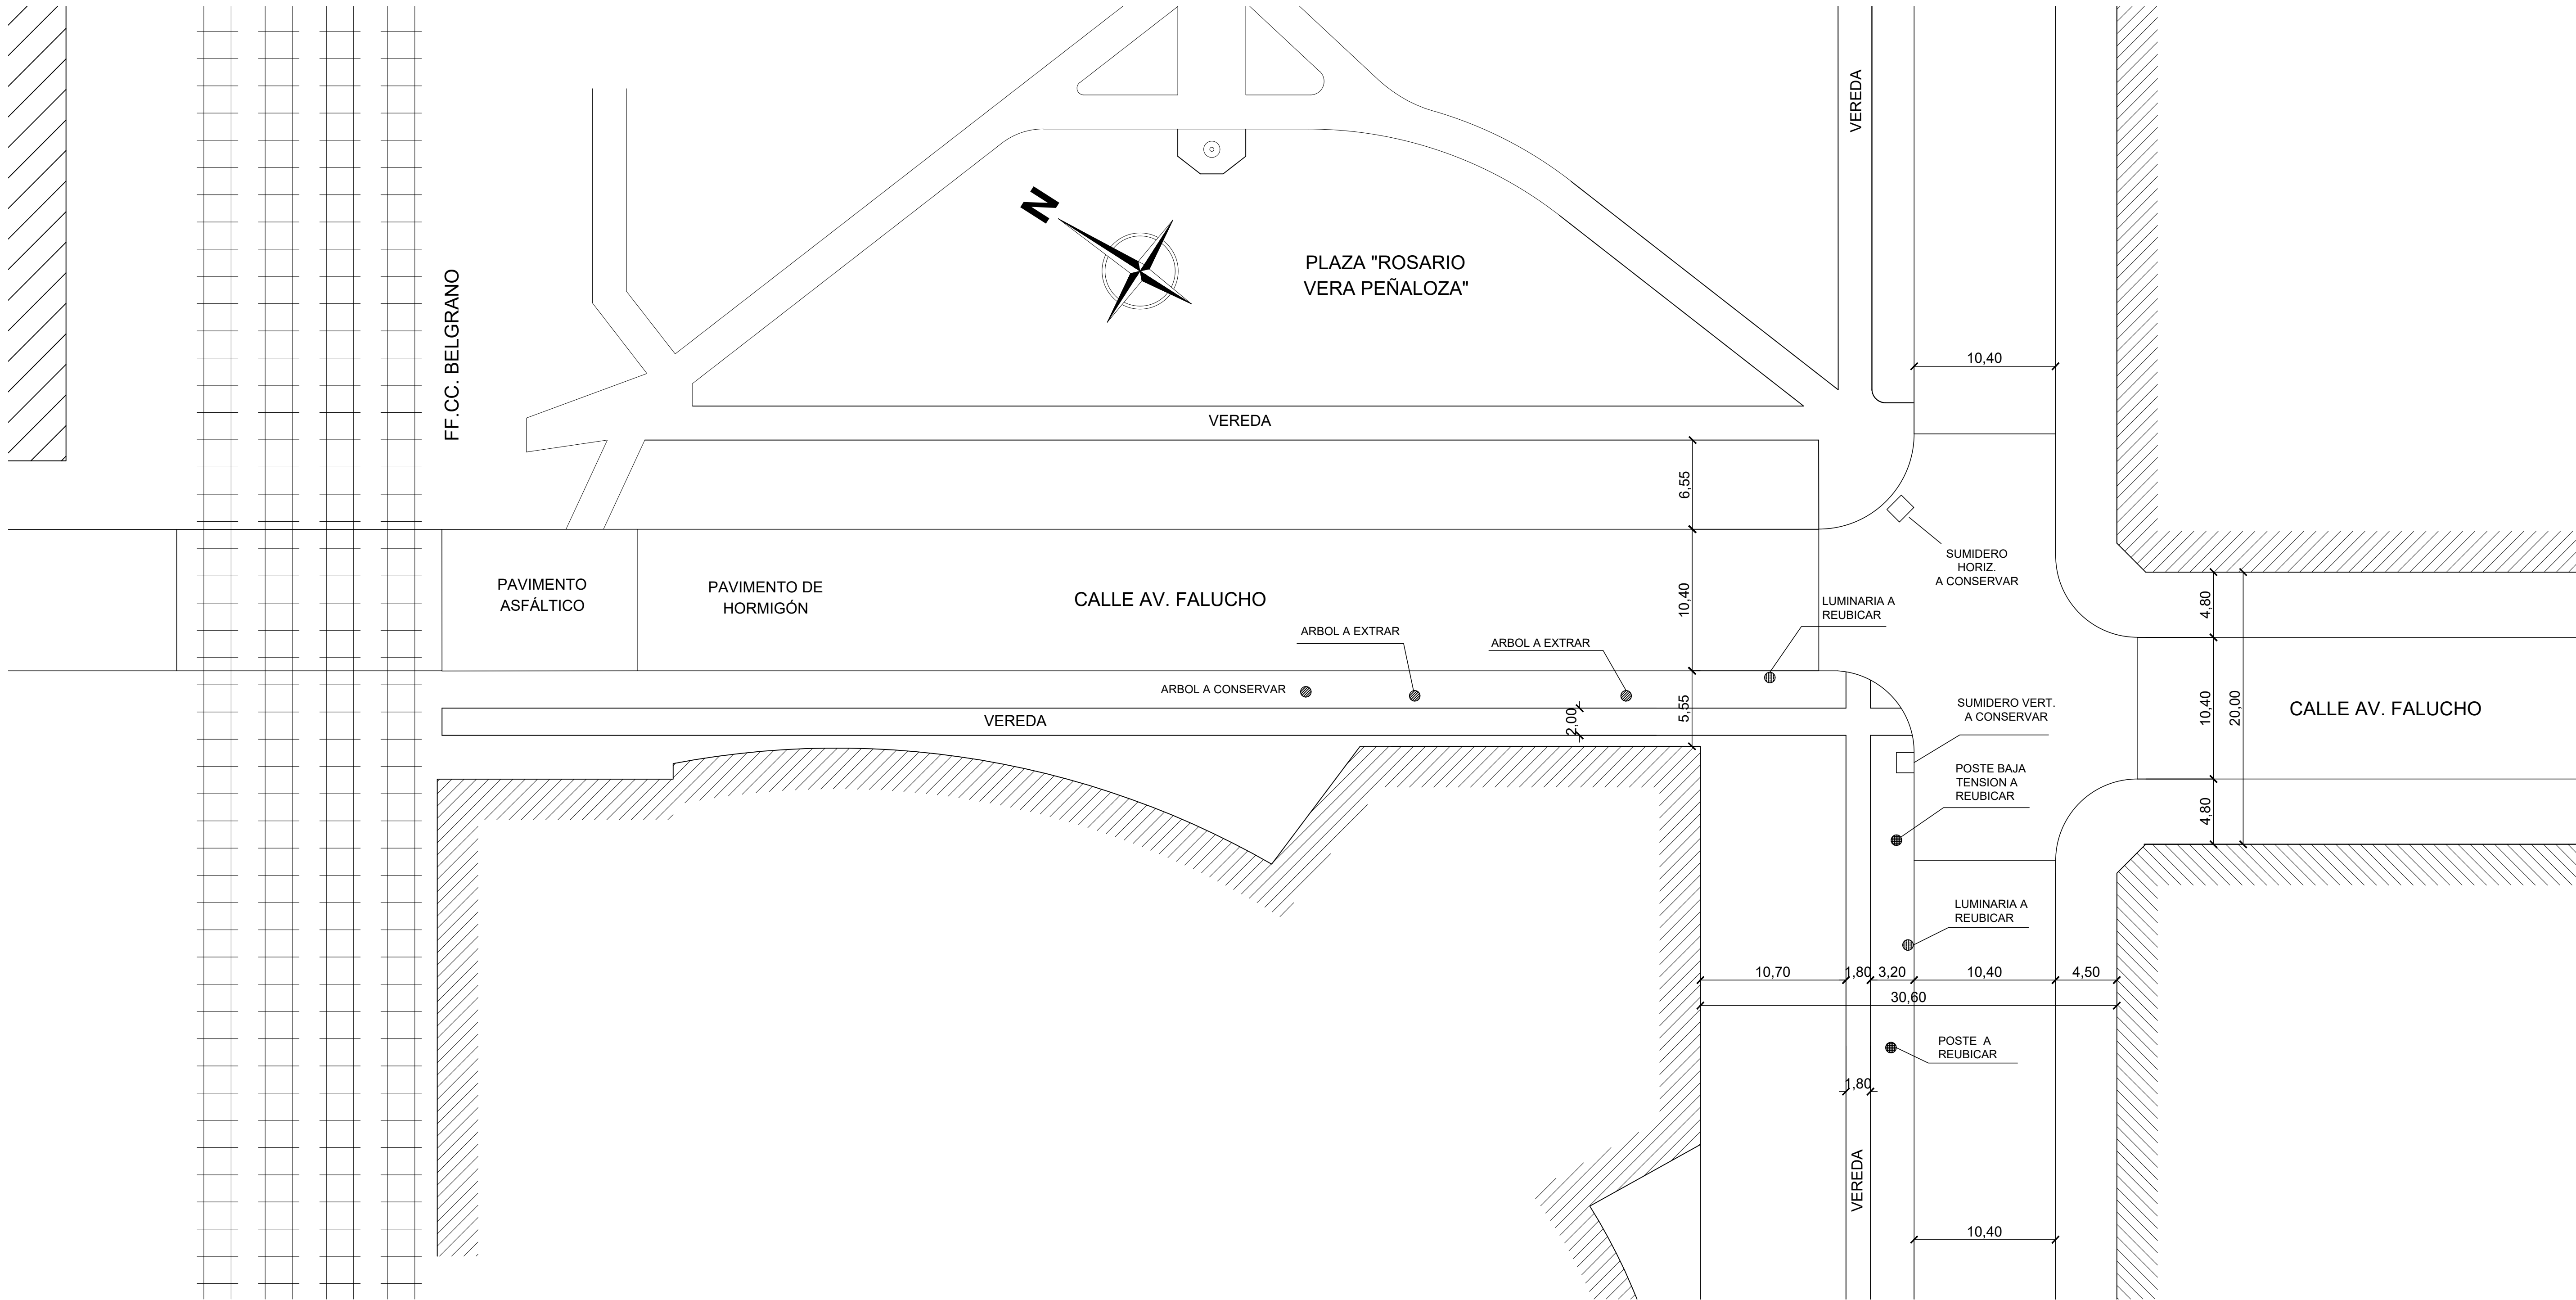 VEREDA
N
PLAZA "ROSARIO
VERA PEÑALOZA"
FF.CC. BELGRANO
10,40
VEREDA
6,55
SUMIDERO
HORIZ.
A CONSERVAR
PAVIMENTO
ASFÁLTICO
PAVIMENTO DE
HORMIGÓN
CALLE AV. FALUCHO
10,40
LUMINARIA A
REUBICAR
4,80
ARBOL A EXTRAR
ARBOL A EXTRAR
ARBOL A CONSERVAR
5,55
2,00
VEREDA
SUMIDERO VERT.
A CONSERVAR
10,40
20,00
CALLE AV. FALUCHO
POSTE BAJA
TENSION A
REUBICAR
4,80
LUMINARIA A
REUBICAR
10,70
1,80
3,20
10,40
4,50
30,60
POSTE A
REUBICAR
1,80
VEREDA
10,40